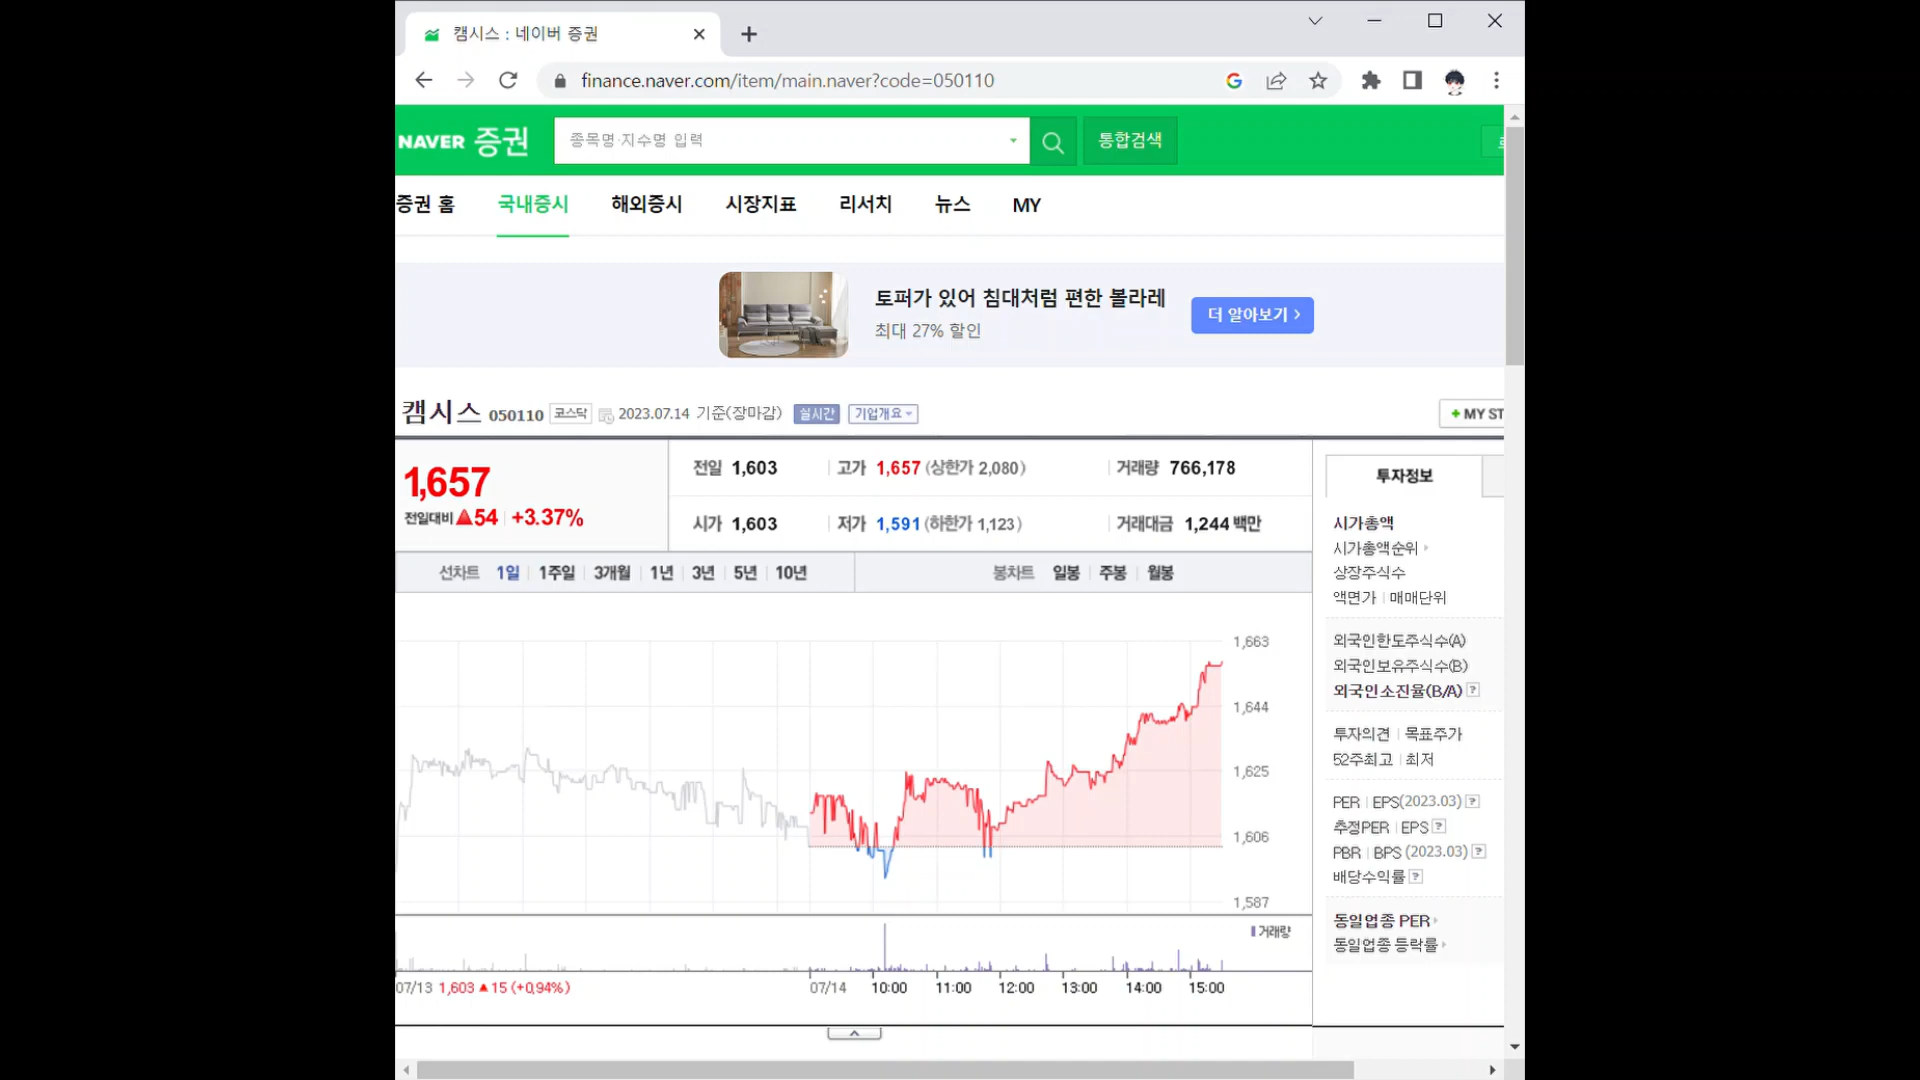 캠시스 : 네이버 증권
finance.naver.com/item/main.naver?code=050110
NAVER 증권
종목명·지수명 입력
통합검색
증권 홈 국내증시 해외증시 시장지표 리서치 뉴스 MY
토퍼가 있어 침대처럼 편한 볼라레
최대 27% 할인
더 알아보기 ›
캠시스 050110 코스닥 2023.07.14 기준(장마감) 실시간 기업개요
+ MY ST
1,657
전일대비 ▲54 +3.37%
전일 1,603 고가 1,657 (상한가 2,080) 거래량 766,178
시가 1,603 저가 1,591 (하한가 1,123) 거래대금 1,244 백만
선차트 1일 1주일 3개월 1년 3년 5년 10년 봉차트 일봉 주봉 월봉
1,663
1,644
1,625
1,606
1,587
거래량
07/13 1,603 ▲15 (+0.94%)
07/14 10:00 11:00 12:00 13:00 14:00 15:00
투자정보
시가총액
시가총액순위
상장주식수
액면가 | 매매단위
외국인한도주식수(A)
외국인보유주식수(B)
외국인소진율(B/A) ?
투자의견 | 목표주가
52주최고 | 최저
PER | EPS(2023.03) ?
추정PER | EPS ?
PBR | BPS (2023.03) ?
배당수익률 ?
동일업종 PER
동일업종 등락률